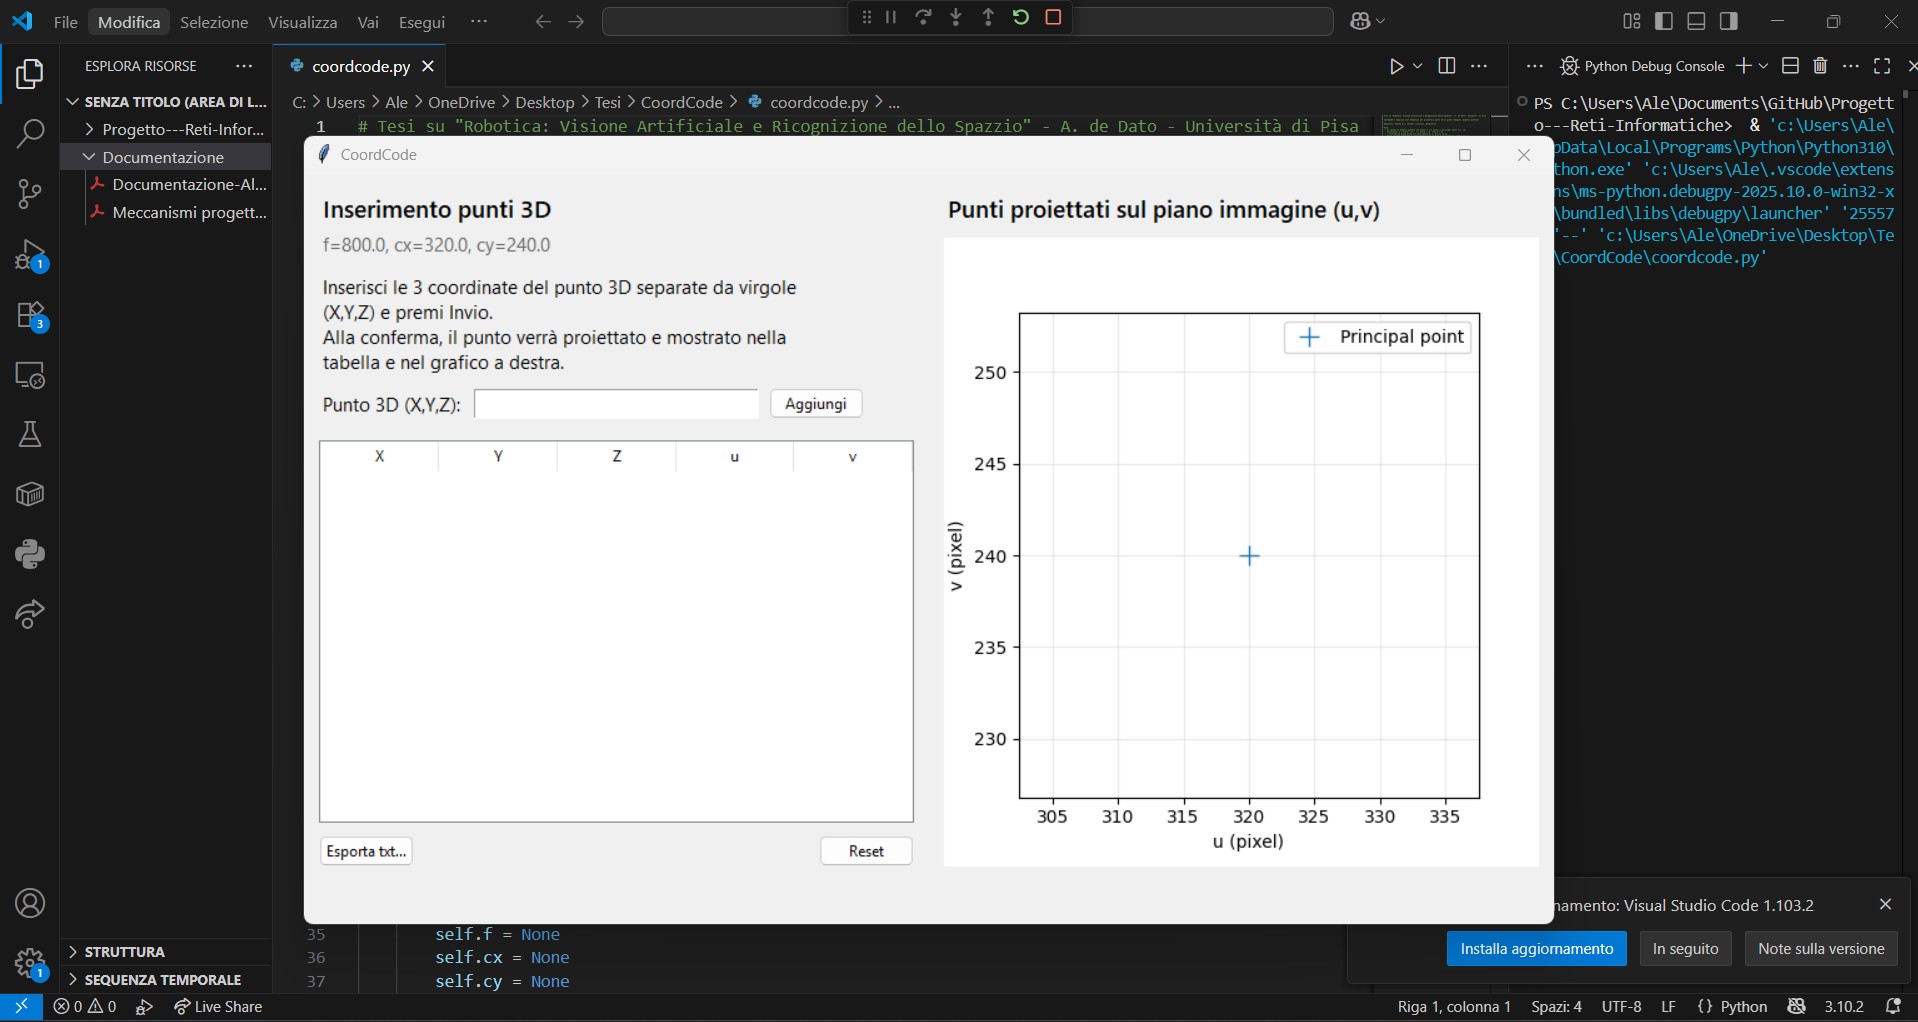 File Modifica Selezione Visualizza Vai Esegui ···
ESPLORA RISORSE ···
SENZA TITOLO (AREA DI L...
Progetto---Reti-Infor...
Documentazione
Documentazione-Al...
Meccanismi progett...
STRUTTURA
SEQUENZA TEMPORALE
coordcode.py
C: > Users > Ale > OneDrive > Desktop > Tesi > CoordCode > coordcode.py > ...
1 # Tesi su "Robotica: Visione Artificiale e Ricognizione dello Spazzio" - A. de Dato - Università di Pisa
CoordCode
Inserimento punti 3D
f=800.0, cx=320.0, cy=240.0
Inserisci le 3 coordinate del punto 3D separate da virgole
(X,Y,Z) e premi Invio.
Alla conferma, il punto verrà proiettato e mostrato nella
tabella e nel grafico a destra.
Punto 3D (X,Y,Z):
Aggiungi
X Y Z u v
Esporta txt...
Reset
Punti proiettati sul piano immagine (u,v)
Principal point
250
245
240
235
230
v (pixel)
305 310 315 320 325 330 335
u (pixel)
35 self.f = None
36 self.cx = None
37 self.cy = None
Python Debug Console
PS C:\Users\Ale\Documents\GitHub\Progett
o---Reti-Informatiche> & 'c:\Users\Ale\
pData\Local\Programs\Python\Python310\
thon.exe' 'c:\Users\Ale\.vscode\extens
ns\ms-python.debugpy-2025.10.0-win32-x
\bundled\libs\debugpy\launcher' '25557
'--' 'c:\Users\Ale\OneDrive\Desktop\Te
\CoordCode\coordcode.py'
namento: Visual Studio Code 1.103.2
Installa aggiornamento
In seguito
Note sulla versione
1
3
1
0 0
Live Share
Riga 1, colonna 1 Spazi: 4 UTF-8 LF {} Python 3.10.2